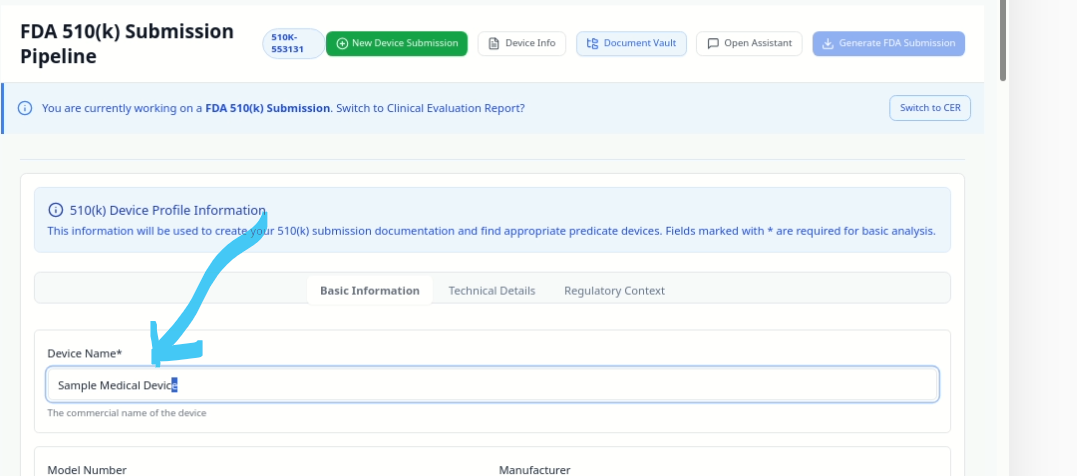 FDA 510(k) Submission
Pipeline
510K-
553131
New Device Submission
Device Info
Document Vault
Open Assistant
Generate FDA Submission
You are currently working on a FDA 510(k) Submission. Switch to Clinical Evaluation Report?
Switch to CER
510(k) Device Profile Information
This information will be used to create your 510(k) submission documentation and find appropriate predicate devices. Fields marked with * are required for basic analysis.
Basic Information
Technical Details
Regulatory Context
Device Name*
Sample Medical Device
The commercial name of the device
Model Number
Manufacturer